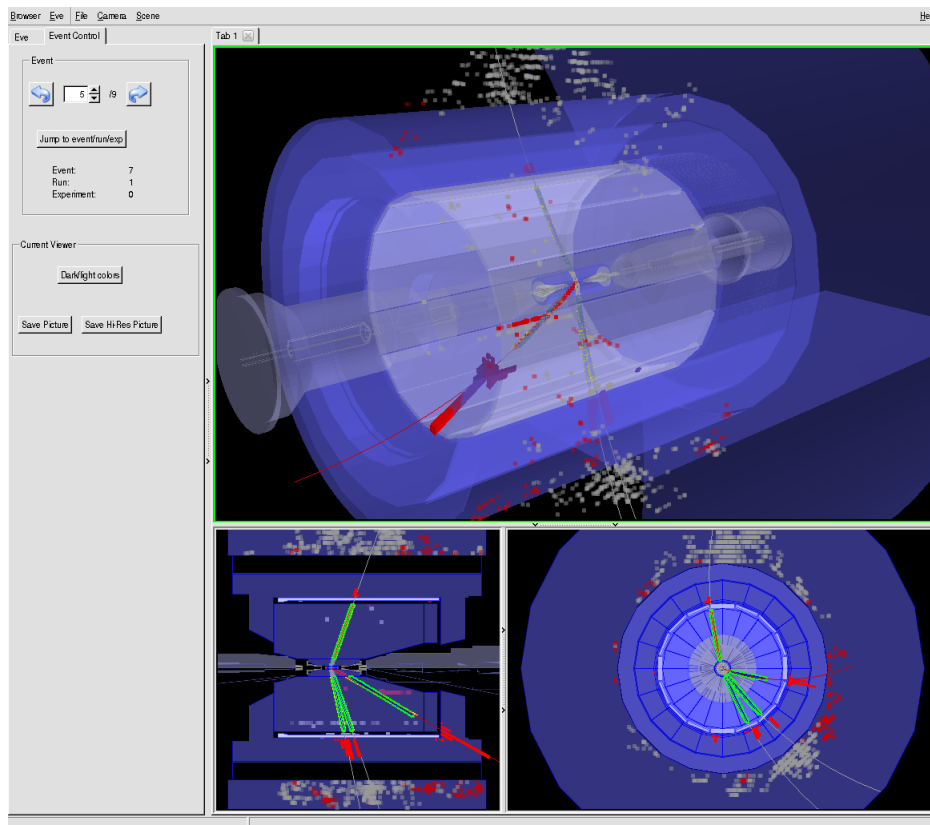 Browser Eve File Camera Scene He
Eve Event Control Tab 1
Event
5 /9
Jump to event/run/exp
Event: 7
Run: 1
Experiment: 0
Current Viewer
Dark/light colors
Save Picture Save Hi-Res Picture